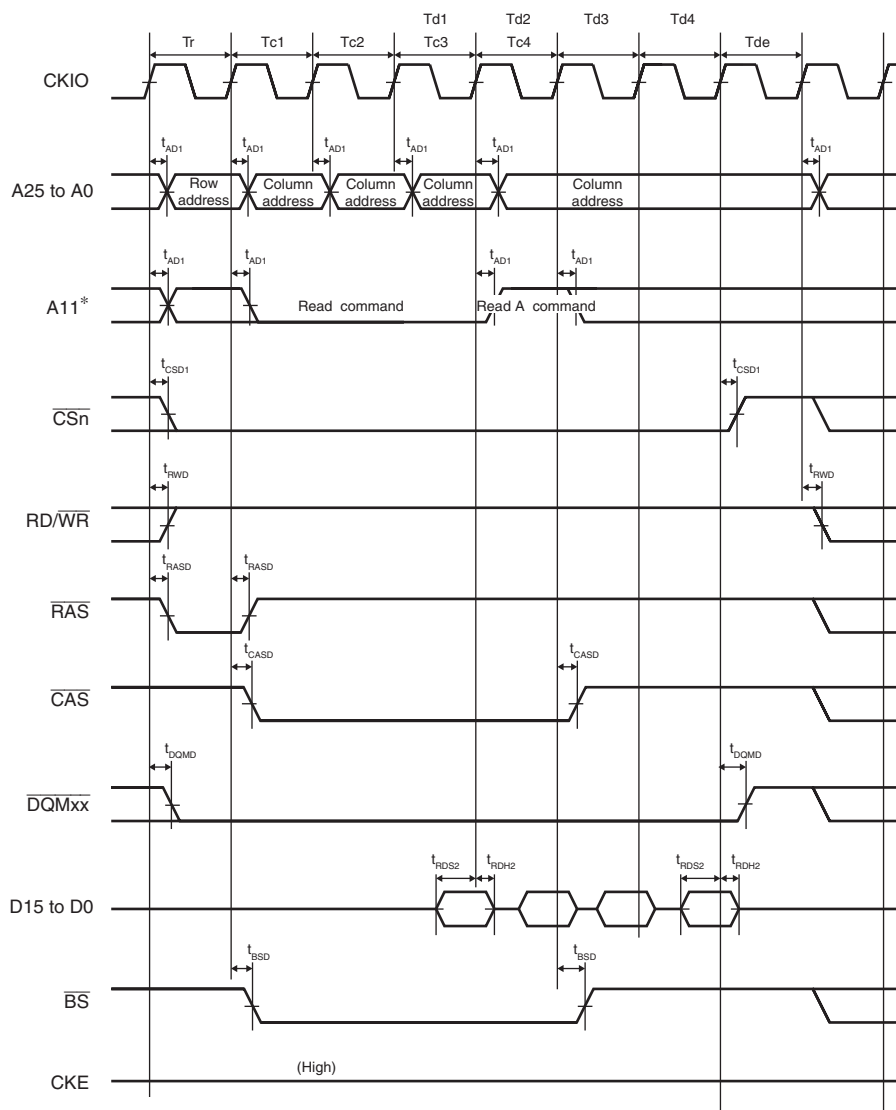 Td1 Td2 Td3 Td4
Tr Tc1 Tc2 Tc3 Tc4 Tde
CKIO
tAD1 tAD1 tAD1 tAD1 tAD1 tAD1
A25 to A0
Row address
Column address
Column address
Column address
Column address
tAD1 tAD1 tAD1 tAD1
A11* Read command Read A command
tCSD1 tCSD1
CSn
tRWD tRWD
RD/WR
tRASD tRASD
RAS
tCASD tCASD
CAS
tDQMD tDQMD
DQMxx
tRDS2 tRDH2 tRDS2 tRDH2
D15 to D0
tBSD tBSD
BS
(High)
CKE